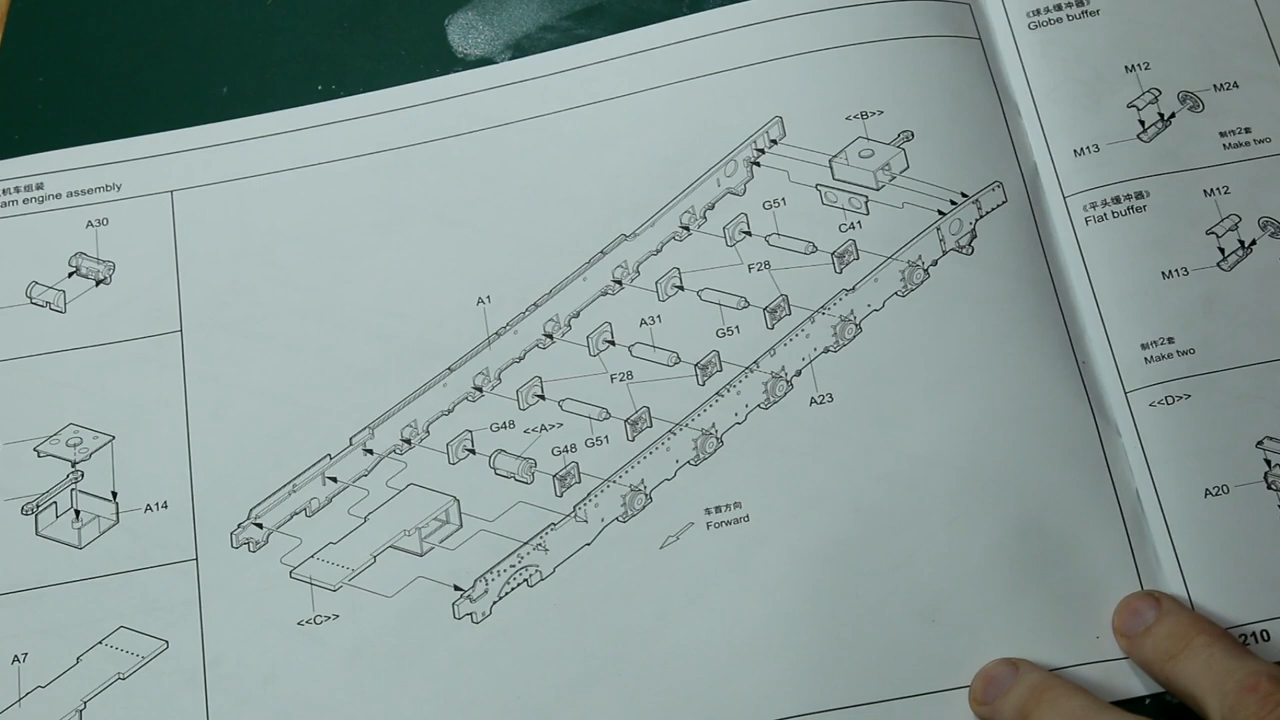 机车组装
am engine assembly
A30
A14
A7
A1
<<B>>
G51
C41
F28
G51
A31
F28
G51
A23
G48
<<A>>
G48
<<C>>
车首方向
Forward
《球头缓冲器》
Globe buffer
M12
M24
M13
制作2套
Make two
《平头缓冲器》
Flat buffer
M12
M13
制作2套
Make two
<<D>>
A20
210